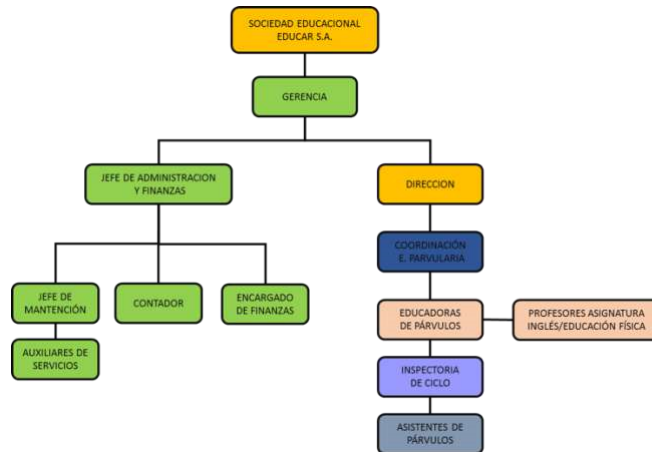 SOCIEDAD EDUCACIONAL
EDUCAR S.A.
GERENCIA
JEFE DE ADMINISTRACION
Y FINANZAS
DIRECCION
COORDINACIÓN
E. PARVULARIA
JEFE DE
MANTENCIÓN
CONTADOR
ENCARGADO
DE FINANZAS
EDUCADORAS
DE PÁRVULOS
PROFESORES ASIGNATURA
INGLÉS/EDUCACIÓN FÍSICA
AUXILIARES DE
SERVICIOS
INSPECTORIA
DE CICLO
ASISTENTES DE
PÁRVULOS